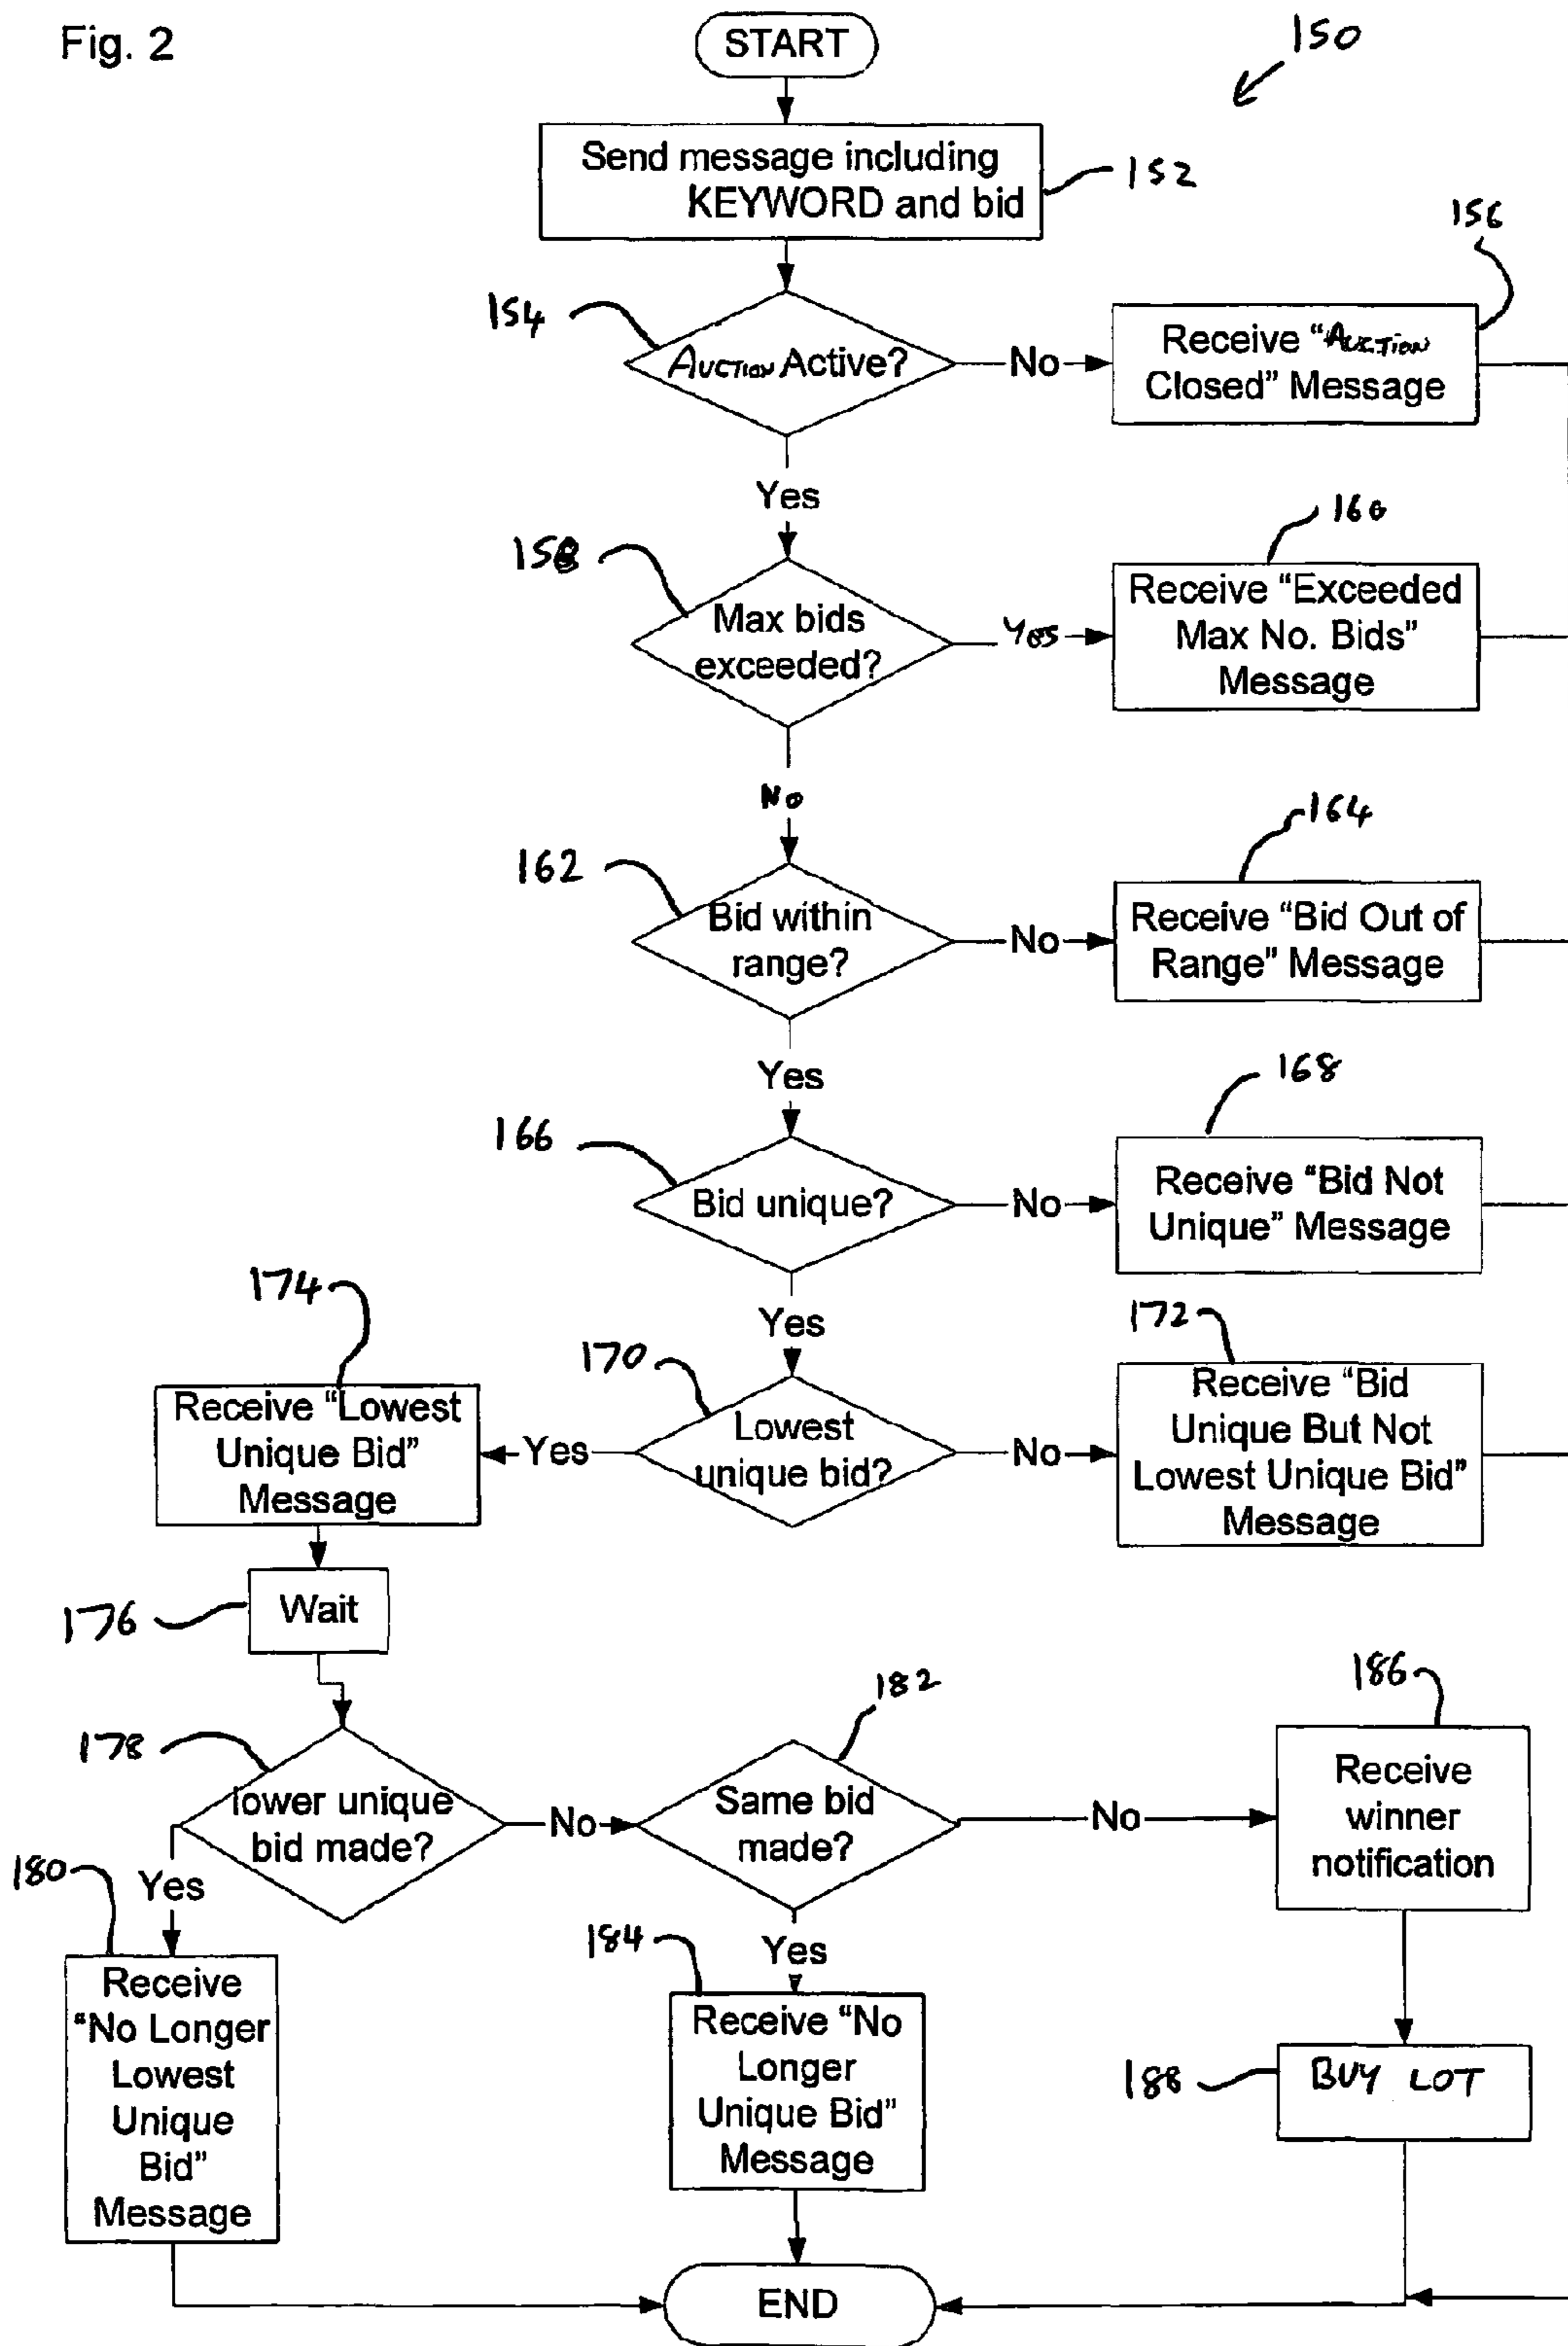 Fig. 2
START
150
Send message including
KEYWORD and bid
152
154
AUCTION Active?
No
156
Receive "AUCTION
Closed" Message
Yes
158
Max bids
exceeded?
Yes
160
Receive "Exceeded
Max No. Bids"
Message
No
162
Bid within
range?
No
164
Receive "Bid Out of
Range" Message
Yes
166
Bid unique?
No
168
Receive "Bid Not
Unique" Message
Yes
170
Lowest
unique bid?
No
172
Receive "Bid
Unique But Not
Lowest Unique Bid"
Message
Yes
174
Receive "Lowest
Unique Bid"
Message
176
Wait
178
lower unique
bid made?
No
182
Same bid
made?
No
186
Receive
winner
notification
180
Yes
Receive
"No Longer
Lowest
Unique
Bid"
Message
184
Yes
Receive "No
Longer
Unique Bid"
Message
188
BUY LOT
END